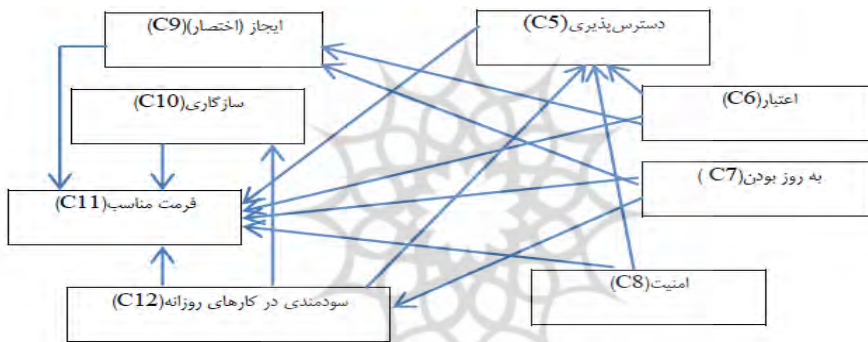 دسترس‌پذیری(C5)
ایجاز (اختصار)(C9)
اعتبار(C6)
سازگاری(C10)
به روز بودن(C7 )
فرمت مناسب(C11)
امنیت(C8)
سودمندی در کارهای روزانه(C12)